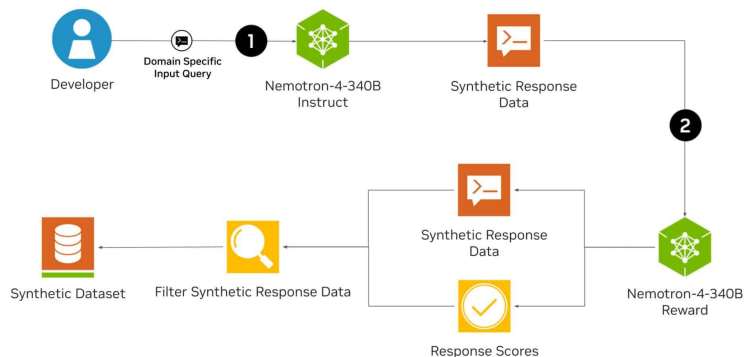 1
Domain Specific
Input Query
Developer
Nemotron-4-340B
Instruct
Synthetic Response
Data
2
Synthetic Response
Data
Synthetic Dataset
Filter Synthetic Response Data
Nemotron-4-340B
Reward
Response Scores